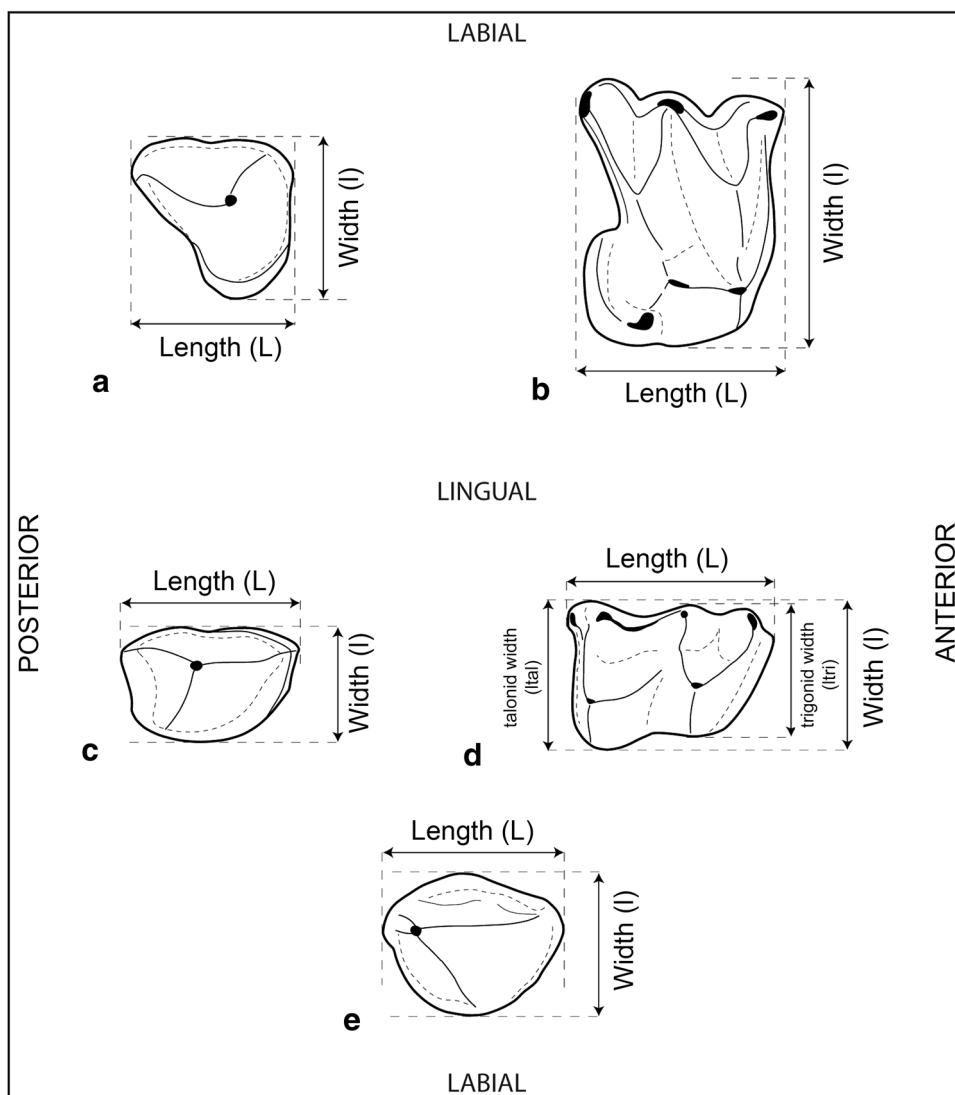 LABIAL
Width (l)
Width (l)
Length (L)
a
Length (L)
b
LINGUAL
POSTERIOR
ANTERIOR
Length (L)
Length (L)
Width (l)
talonid width
(ltal)
trigonid width
(ltri)
Width (l)
c
d
Length (L)
Width (l)
e
LABIAL